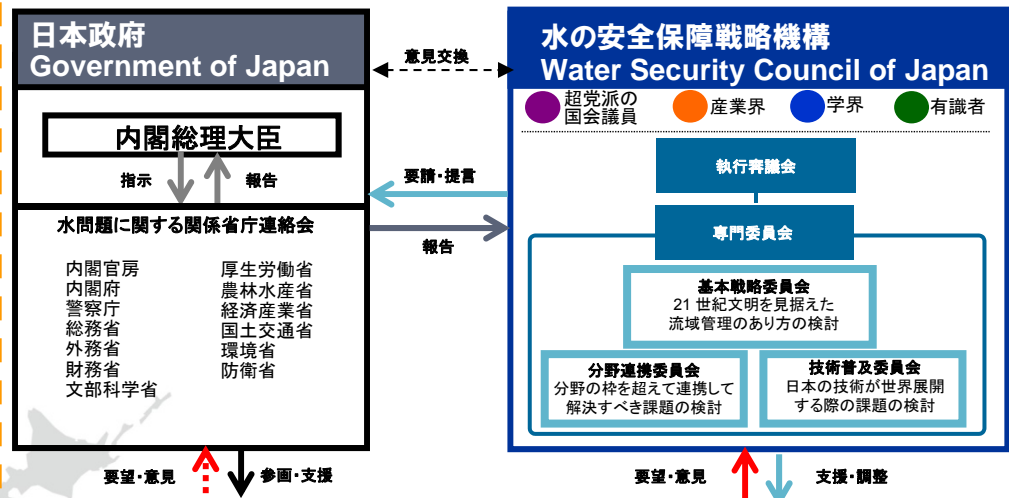 日本政府
Government of Japan
内閣総理大臣
指示
報告
水問題に関する関係省庁連絡会
内閣官房
内閣府
警察庁
総務省
外務省
財務省
文部科学省
厚生労働省
農林水産省
経済産業省
国土交通省
環境省
防衛省
意見交換
要請・提言
報告
水の安全保障戦略機構
Water Security Council of Japan
超党派の
国会議員
産業界
学界
有識者
執行審議会
専門委員会
基本戦略委員会
21 世紀文明を見据えた
流域管理のあり方の検討
分野連携委員会
分野の枠を超えて連携して
解決すべき課題の検討
技術普及委員会
日本の技術が世界展開
する際の課題の検討
要望・意見
参画・支援
要望・意見
支援・調整